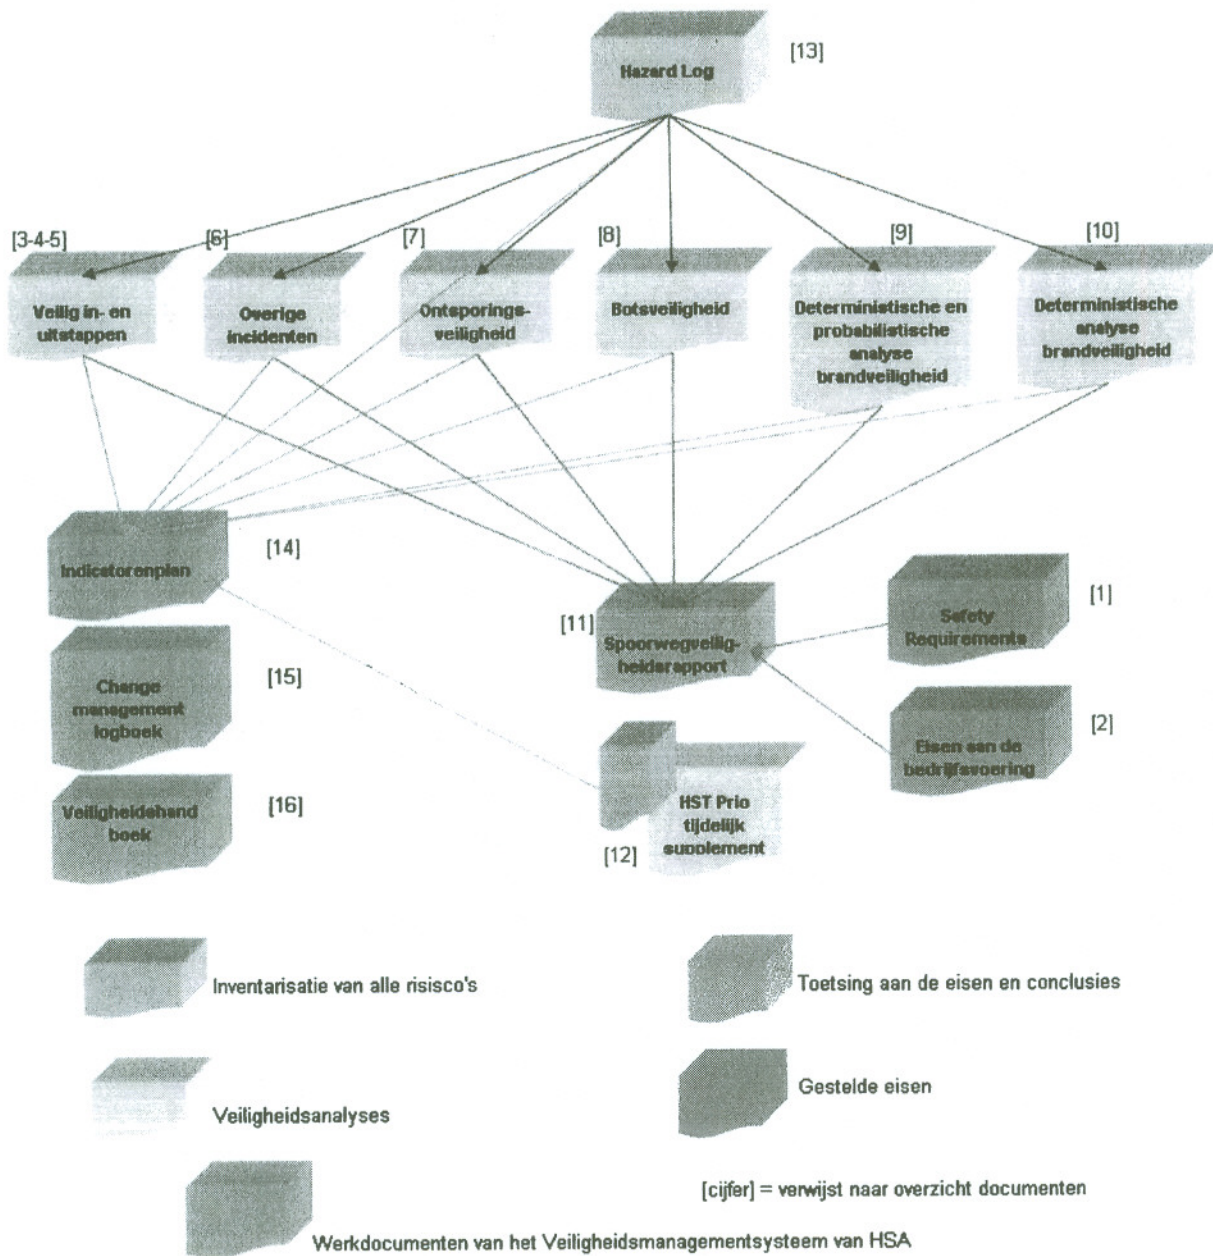 [13]
Hazard Log
[3-4-5]
[6]
[7]
[8]
[9]
[10]
Veilig in- en
uitstappen
Overige
incidenten
Ontsporings-
veiligheid
Botsveiligheid
Deterministische en
probabilistische
analyse
brandveiligheid
Deterministische
analyse
brandveiligheid
[14]
Indicatorenplan
[11]
Spoorwegveilig-
heidsrapport
[1]
Safety
Requirements
[15]
Change
management
logboek
[2]
Eisen aan de
bedrijfsvoering
[16]
Veiligheidshand
boek
HST Prio
tijdelijk
supplement
[12]
Inventarisatie van alle risisco's
Toetsing aan de eisen en conclusies
Veiligheidsanalyses
Gestelde eisen
[cijfer] = verwijst naar overzicht documenten
Werkdocumenten van het Veiligheidsmanagementsysteem van HSA